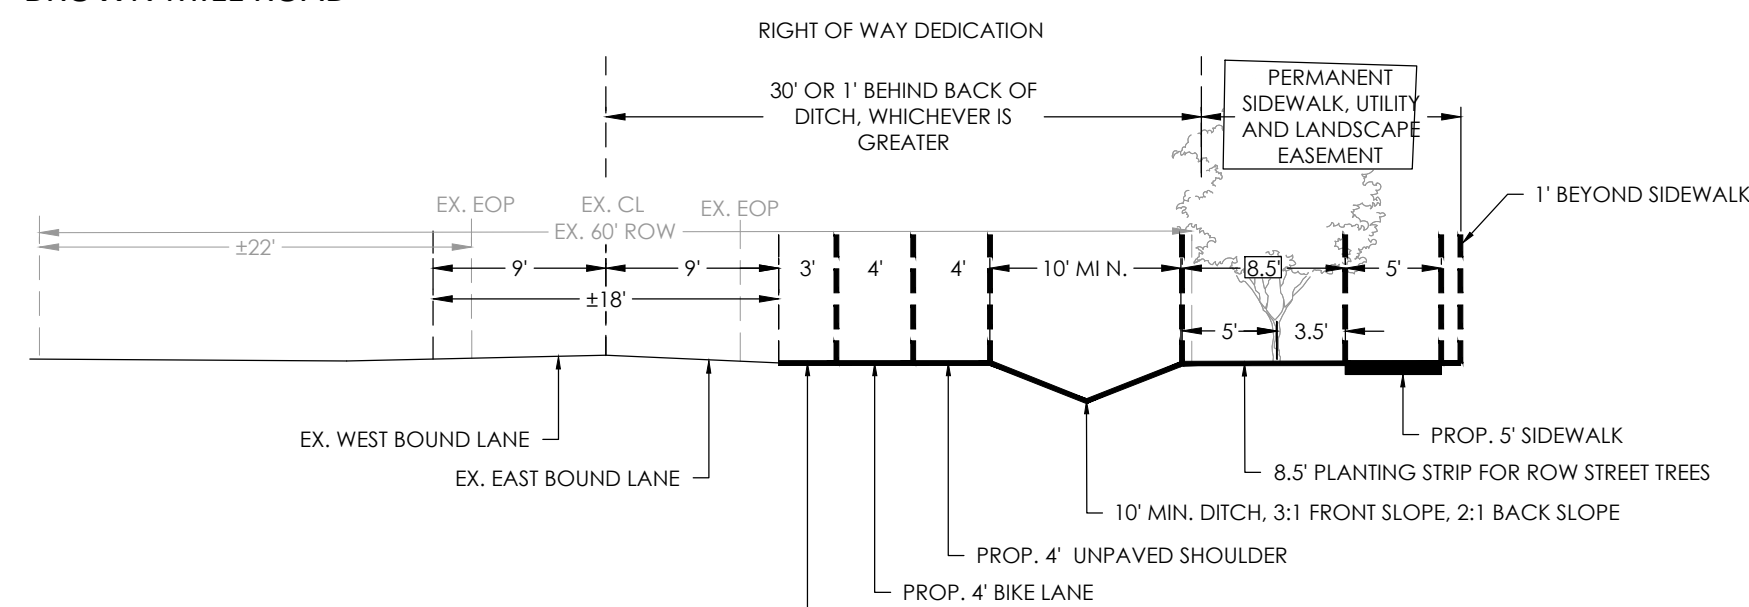 RIGHT OF WAY DEDICATION
30' OR 1' BEHIND BACK OF
DITCH, WHICHEVER IS
GREATER
PERMANENT
SIDEWALK, UTILITY
AND LANDSCAPE
EASEMENT
1' BEYOND SIDEWALK
EX. EOP
EX. CL
EX. EOP
EX. 60' ROW
±22'
9'
9'
3'
4'
4'
10' MIN.
8.5'
5'
±18'
5'
3.5'
EX. WEST BOUND LANE
PROP. 5' SIDEWALK
EX. EAST BOUND LANE
8.5' PLANTING STRIP FOR ROW STREET TREES
10' MIN. DITCH, 3:1 FRONT SLOPE, 2:1 BACK SLOPE
PROP. 4' UNPAVED SHOULDER
PROP. 4' BIKE LANE